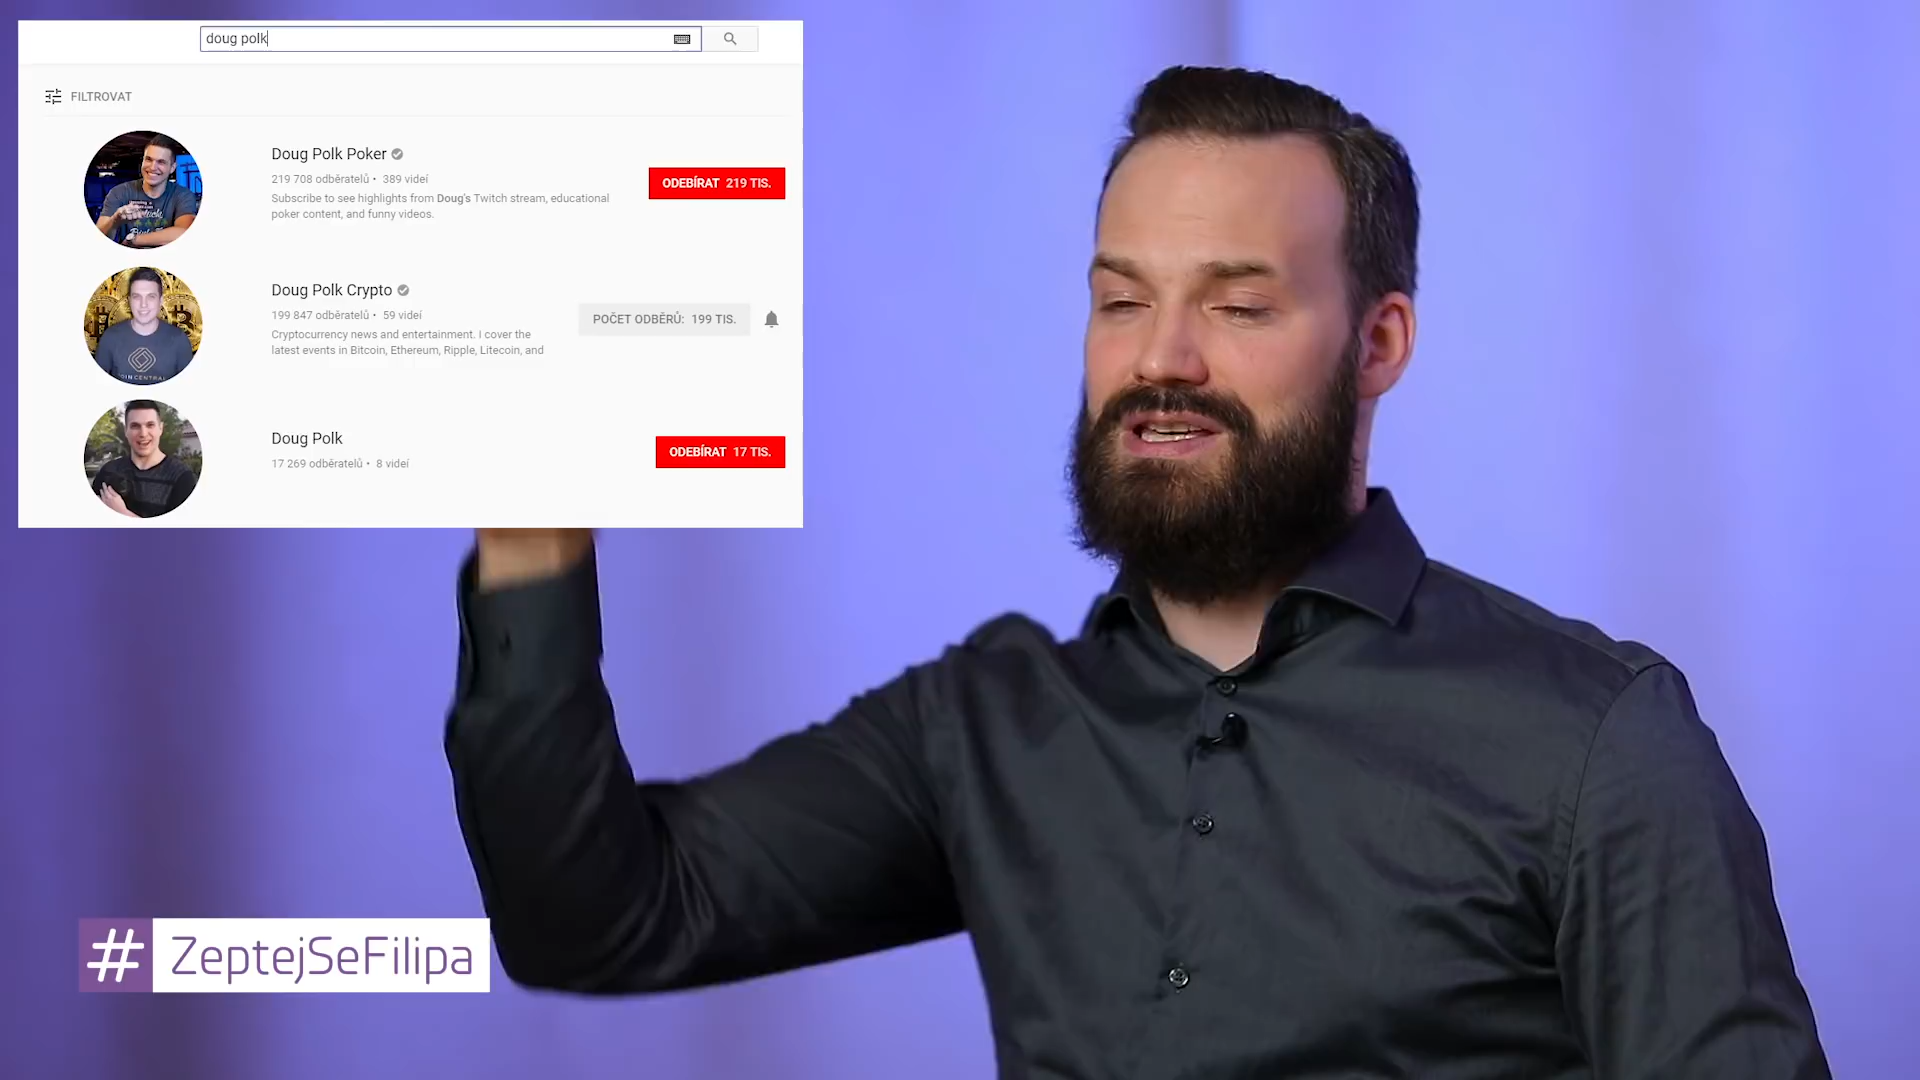 doug polk
FILTROVAT
Doug Polk Poker
219 708 odběratelů • 389 videí
Subscribe to see highlights from Doug's Twitch stream, educational
poker content, and funny videos.
ODEBÍRAT 219 TIS.
Doug Polk Crypto
199 847 odběratelů • 59 videí
Cryptocurrency news and entertainment. I cover the
latest events in Bitcoin, Ethereum, Ripple, Litecoin, and
POČET ODBĚRŮ: 199 TIS.
Doug Polk
17 269 odběratelů • 8 videí
ODEBÍRAT 17 TIS.
# ZeptejSeFilipa